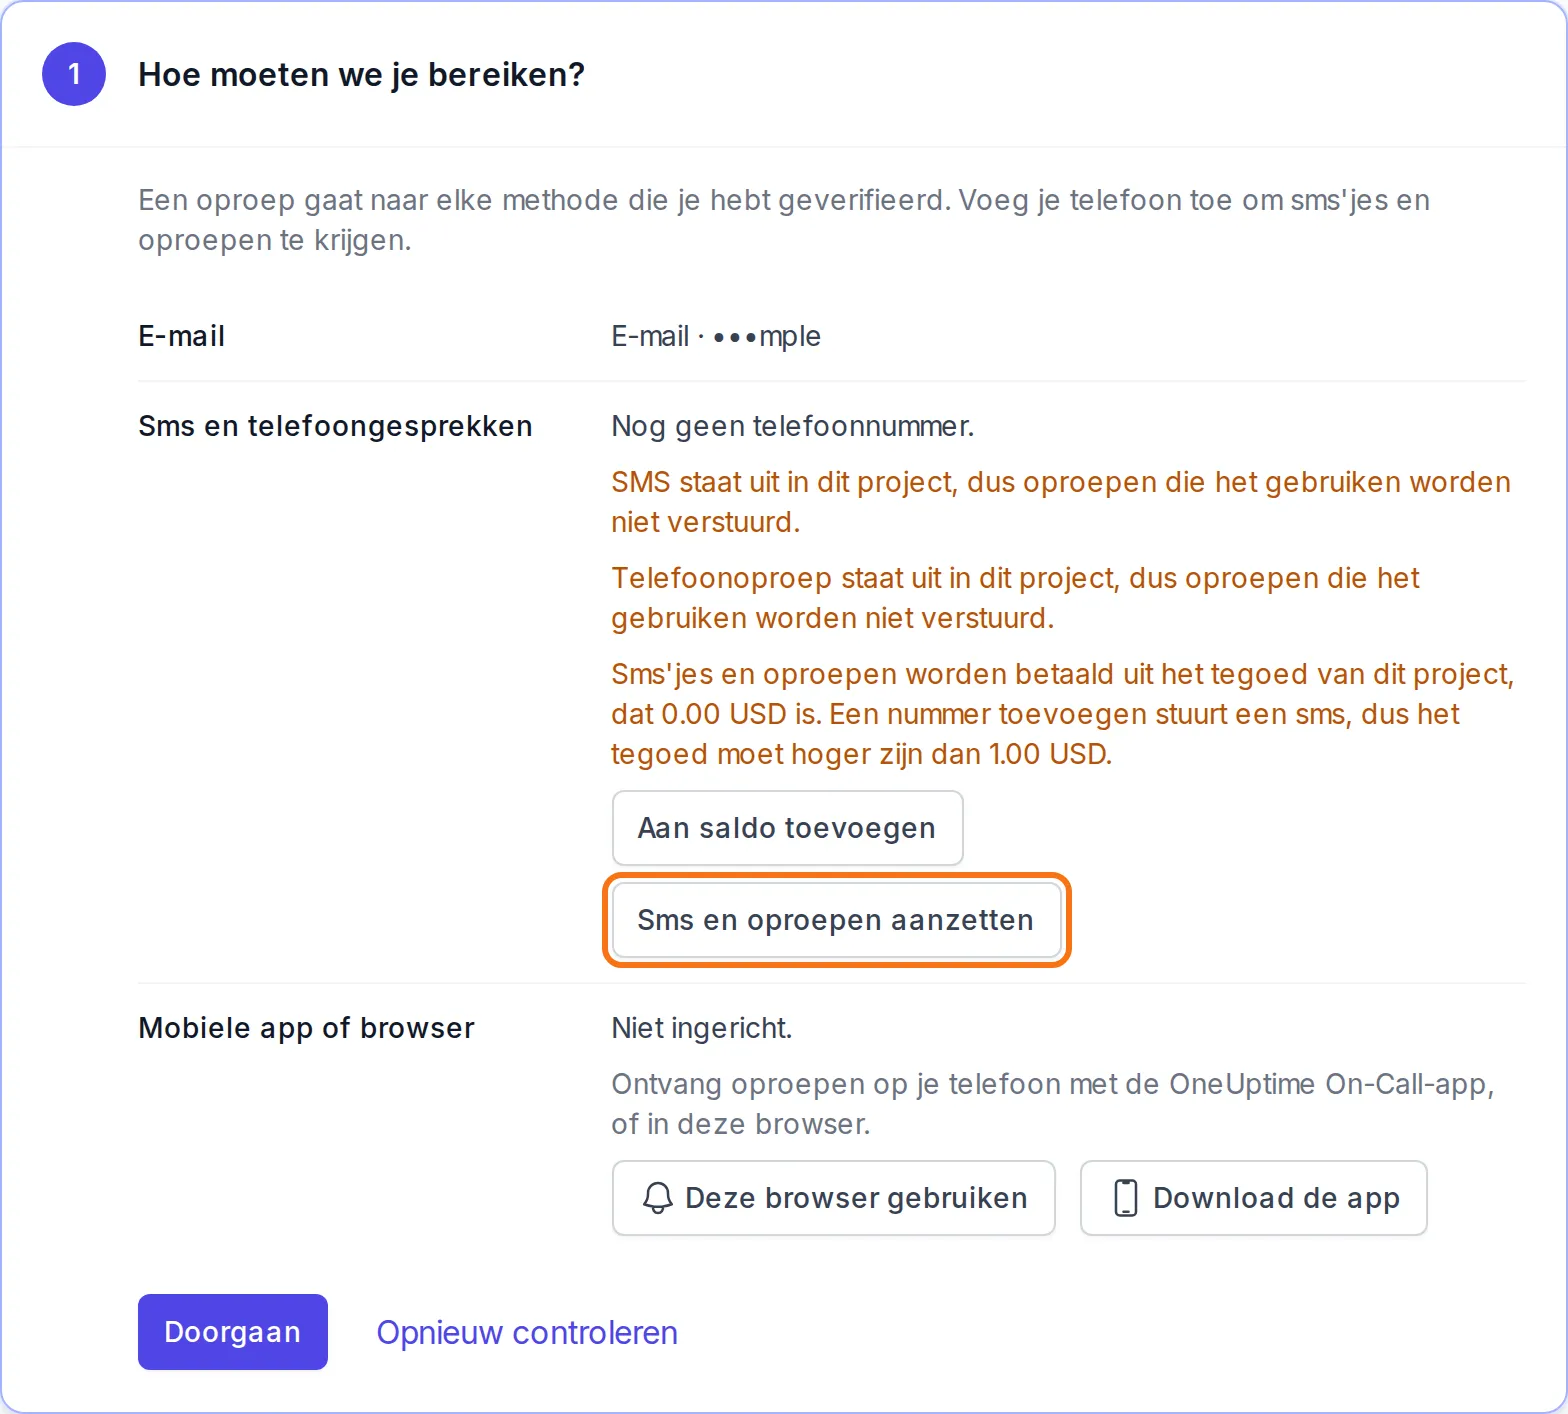 1
Hoe moeten we je bereiken?
Een oproep gaat naar elke methode die je hebt geverifieerd. Voeg je telefoon toe om sms'jes en
oproepen te krijgen.
E-mail
E-mail · •••mple
Sms en telefoongesprekken
Nog geen telefoonnummer.
SMS staat uit in dit project, dus oproepen die het gebruiken worden
niet verstuurd.
Telefoonoproep staat uit in dit project, dus oproepen die het
gebruiken worden niet verstuurd.
Sms'jes en oproepen worden betaald uit het tegoed van dit project,
dat 0.00 USD is. Een nummer toevoegen stuurt een sms, dus het
tegoed moet hoger zijn dan 1.00 USD.
Aan saldo toevoegen
Sms en oproepen aanzetten
Mobiele app of browser
Niet ingericht.
Ontvang oproepen op je telefoon met de OneUptime On-Call-app,
of in deze browser.
Deze browser gebruiken
Download de app
Doorgaan
Opnieuw controleren